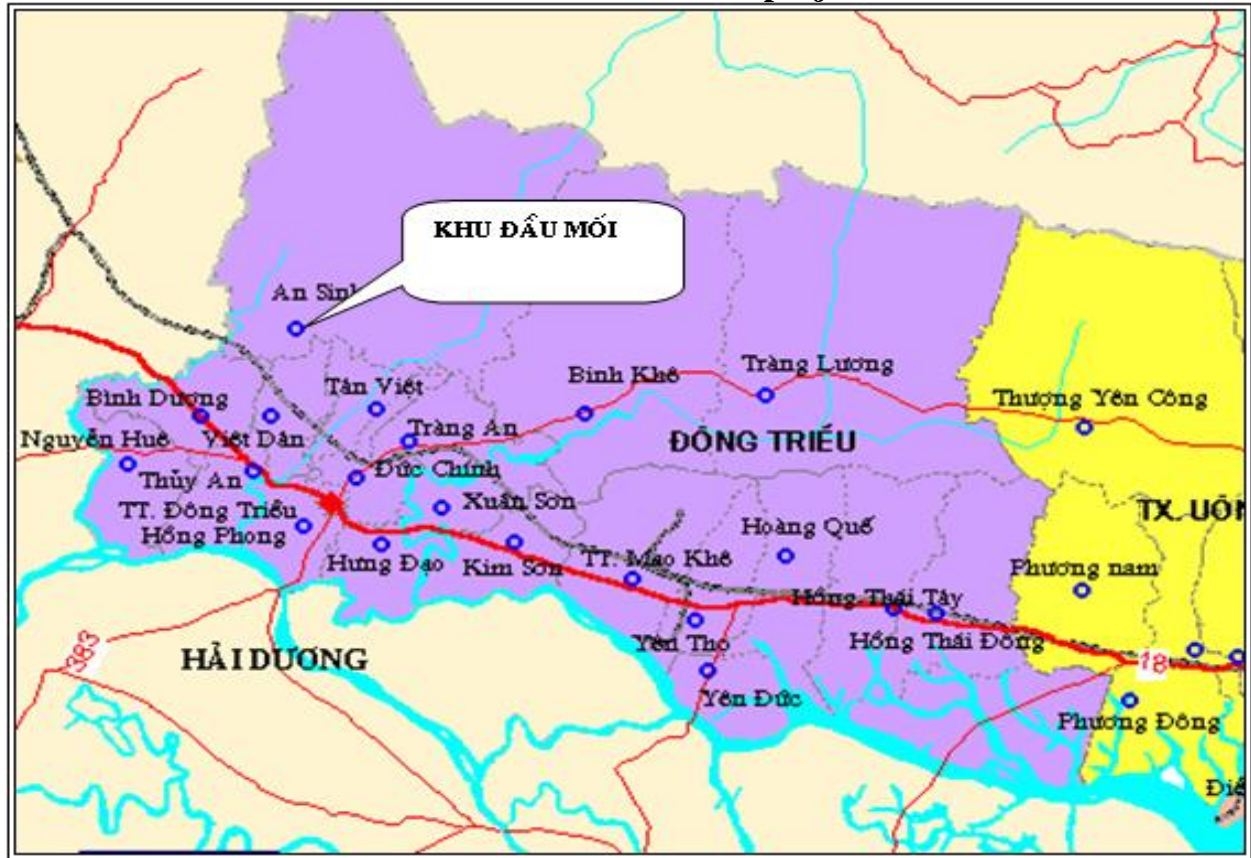 KHU ĐẦU MỐI
An Sinh
Tân Việt
Bình Khê
Tràng Lương
Bình Dương
Thượng Yên Công
Nguyễn Huê
Việt Dân
Tràng An
ĐÔNG TRIỀU
Thủy An
Đức Chính
Xuân Sơn
TT. Đông Triều
Hồng Phong
Hoàng Quế
TX. UÔN
Hưng Đạo
Kim Sơn
TT. Mạo Khê
Phương nam
Hồng Thái Tây
Yên Thọ
Hồng Thái Đông
383
HẢI DƯƠNG
18
Yên Đức
Phương Đông
Điề